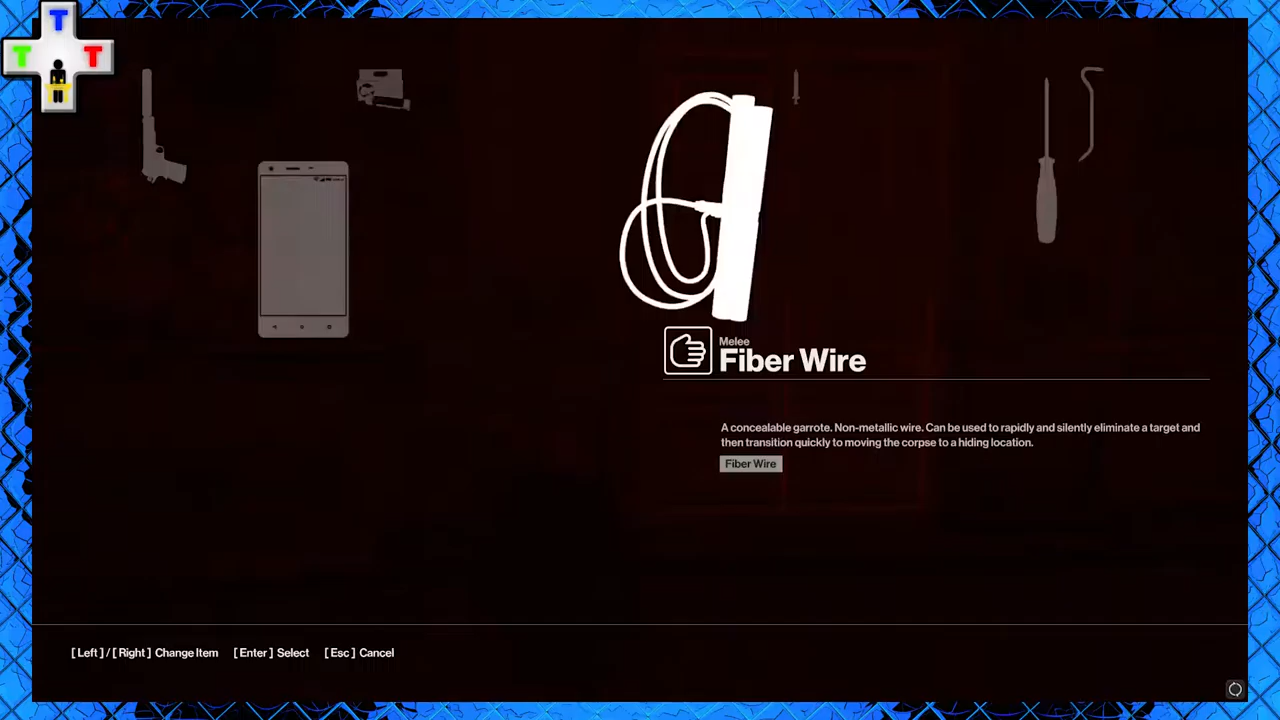 T
T T
Melee
Fiber Wire
A concealable garrote. Non-metallic wire. Can be used to rapidly and silently eliminate a target and
then transition quickly to moving the corpse to a hiding location.
Fiber Wire
[ Left ] / [ Right ] Change Item [ Enter ] Select [ Esc ] Cancel